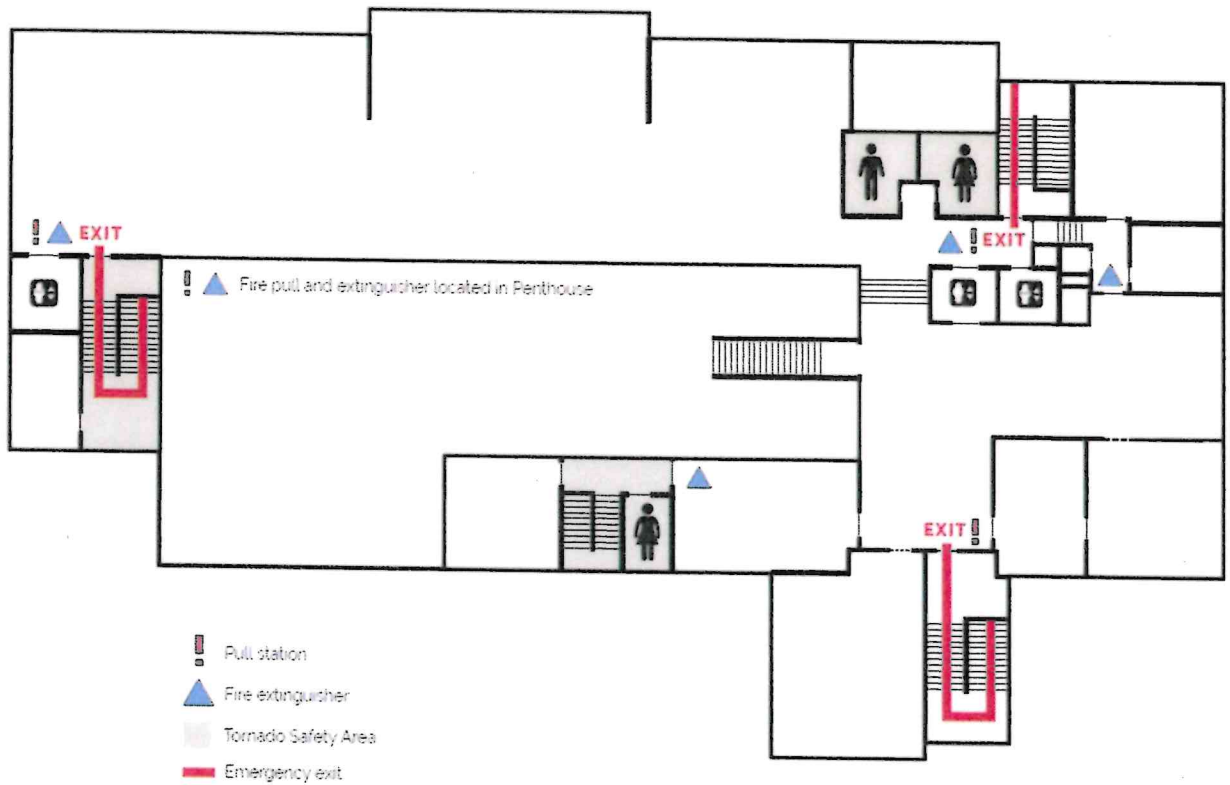 EXIT
EXIT
Fire pull and extinguisher located in Penthouse
EXIT
Pull station
Fire extinguisher
Tornado Safety Area
Emergency exit